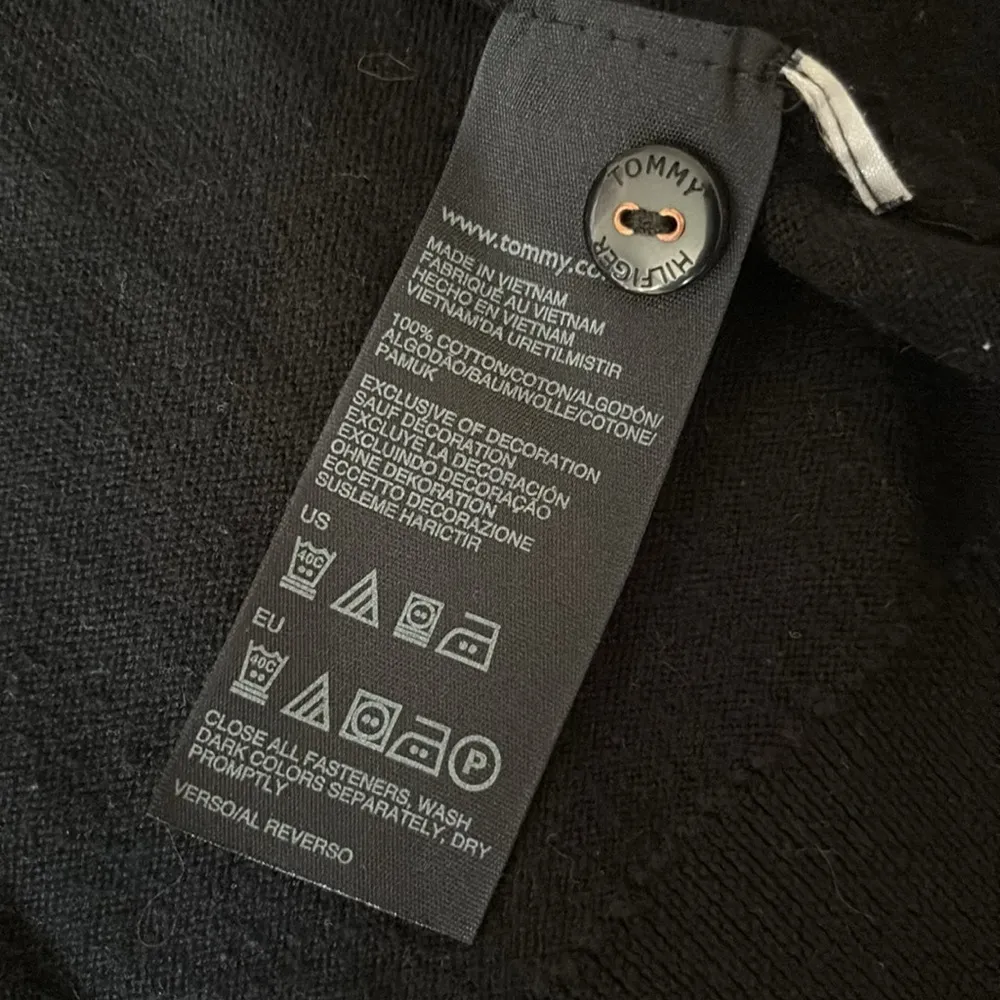 TOMMY
HILFIGER
www.tommy.co
MADE IN VIETNAM
FABRIQUÉ AU VIETNAM
HECHO EN VIETNAM
VIETNAM'DA URETILMISTIR
100% COTTON/COTON/ALGODÓN/
ALGODÃO/BAUMWOLLE/COTONE/
PAMUK
EXCLUSIVE OF DECORATION
SAUF DÉCORATION
EXCLUYE LA DECORACIÓN
EXCLUINDO DECORAÇÃO
OHNE DEKORATION
ECCETTO DECORAZIONE
SUSLEME HARICTIR
US
40C
EU
40C
P
CLOSE ALL FASTENERS, WASH
DARK COLORS SEPARATELY, DRY
PROMPTLY
VERSO/AL REVERSO